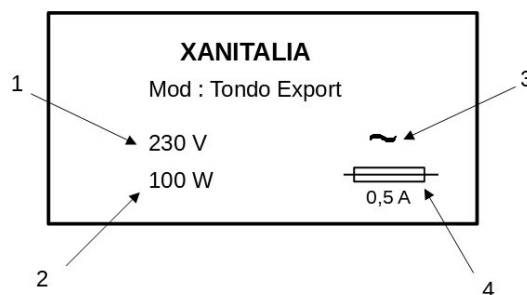 XANITALIA
Mod : Tondo Export
1
3
230 V
~
100 W
0,5 A
2
4